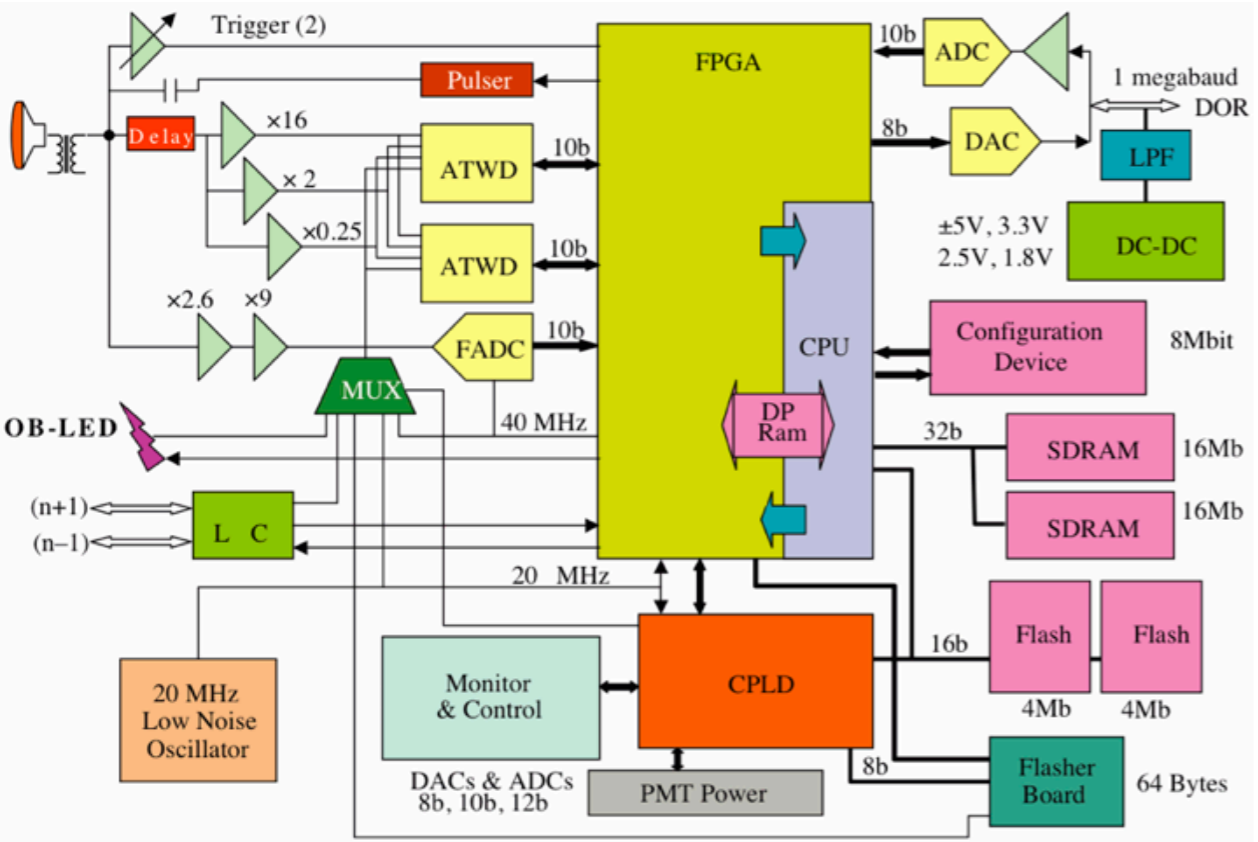 Trigger (2)
Pulser
Delay
×16
× 2
×0.25
×2.6
×9
ATWD
10b
ATWD
10b
FADC
10b
MUX
OB-LED
40 MHz
(n+1)
(n–1)
L C
20 MHz
20 MHz
Low Noise
Oscillator
Monitor
& Control
DACs & ADCs
8b, 10b, 12b
FPGA
CPU
DP
Ram
CPLD
PMT Power
10b
ADC
8b
DAC
1 megabaud
DOR
LPF
±5V, 3.3V
2.5V, 1.8V
DC-DC
Configuration
Device
8Mbit
32b
SDRAM
16Mb
SDRAM
16Mb
16b
Flash
Flash
4Mb
4Mb
8b
Flasher
Board
64 Bytes